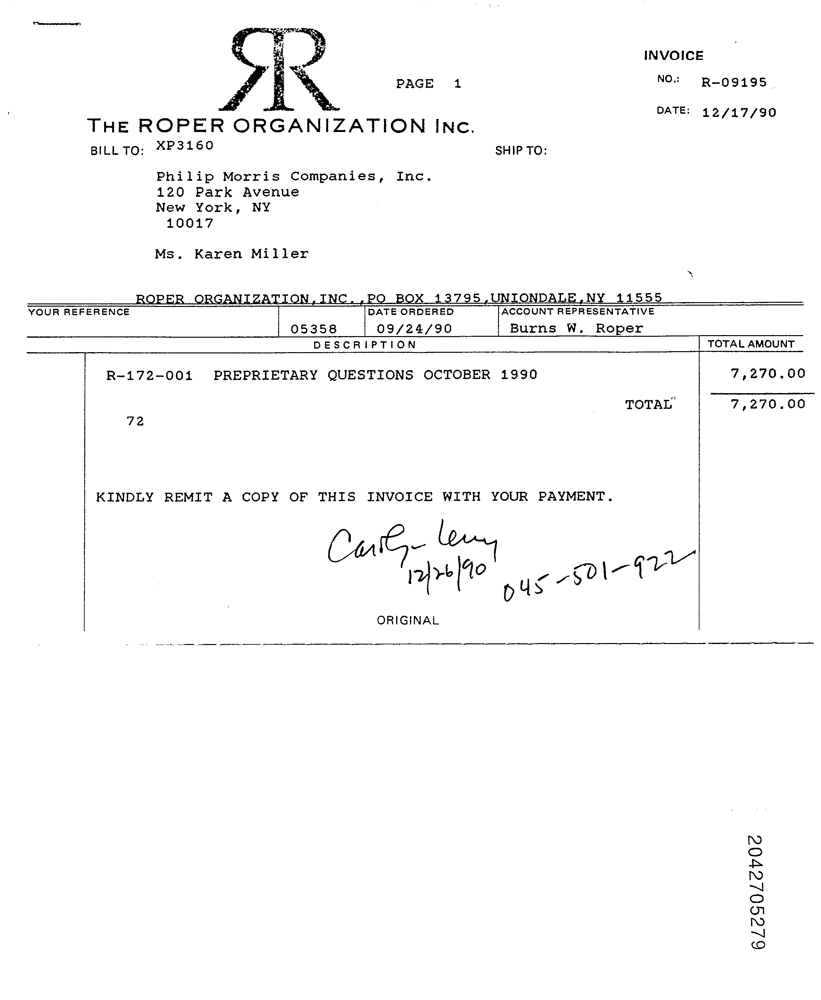 RR
INVOICE
PAGE 1
NO.: R-09195
DATE: 12/17/90
THE ROPER ORGANIZATION INC.
BILL TO: XP3160
SHIP TO:
Philip Morris Companies, Inc.
120 Park Avenue
New York, NY
10017
Ms. Karen Miller
ROPER ORGANIZATION,INC.,PO BOX 13795,UNIONDALE,NY 11555
YOUR REFERENCE DATE ORDERED ACCOUNT REPRESENTATIVE
05358 09/24/90 Burns W. Roper
DESCRIPTION TOTAL AMOUNT
R-172-001 PREPRIETARY QUESTIONS OCTOBER 1990 7,270.00
TOTAL 7,270.00
72
KINDLY REMIT A COPY OF THIS INVOICE WITH YOUR PAYMENT.
12/26/90
045-501-922
ORIGINAL
2042705279